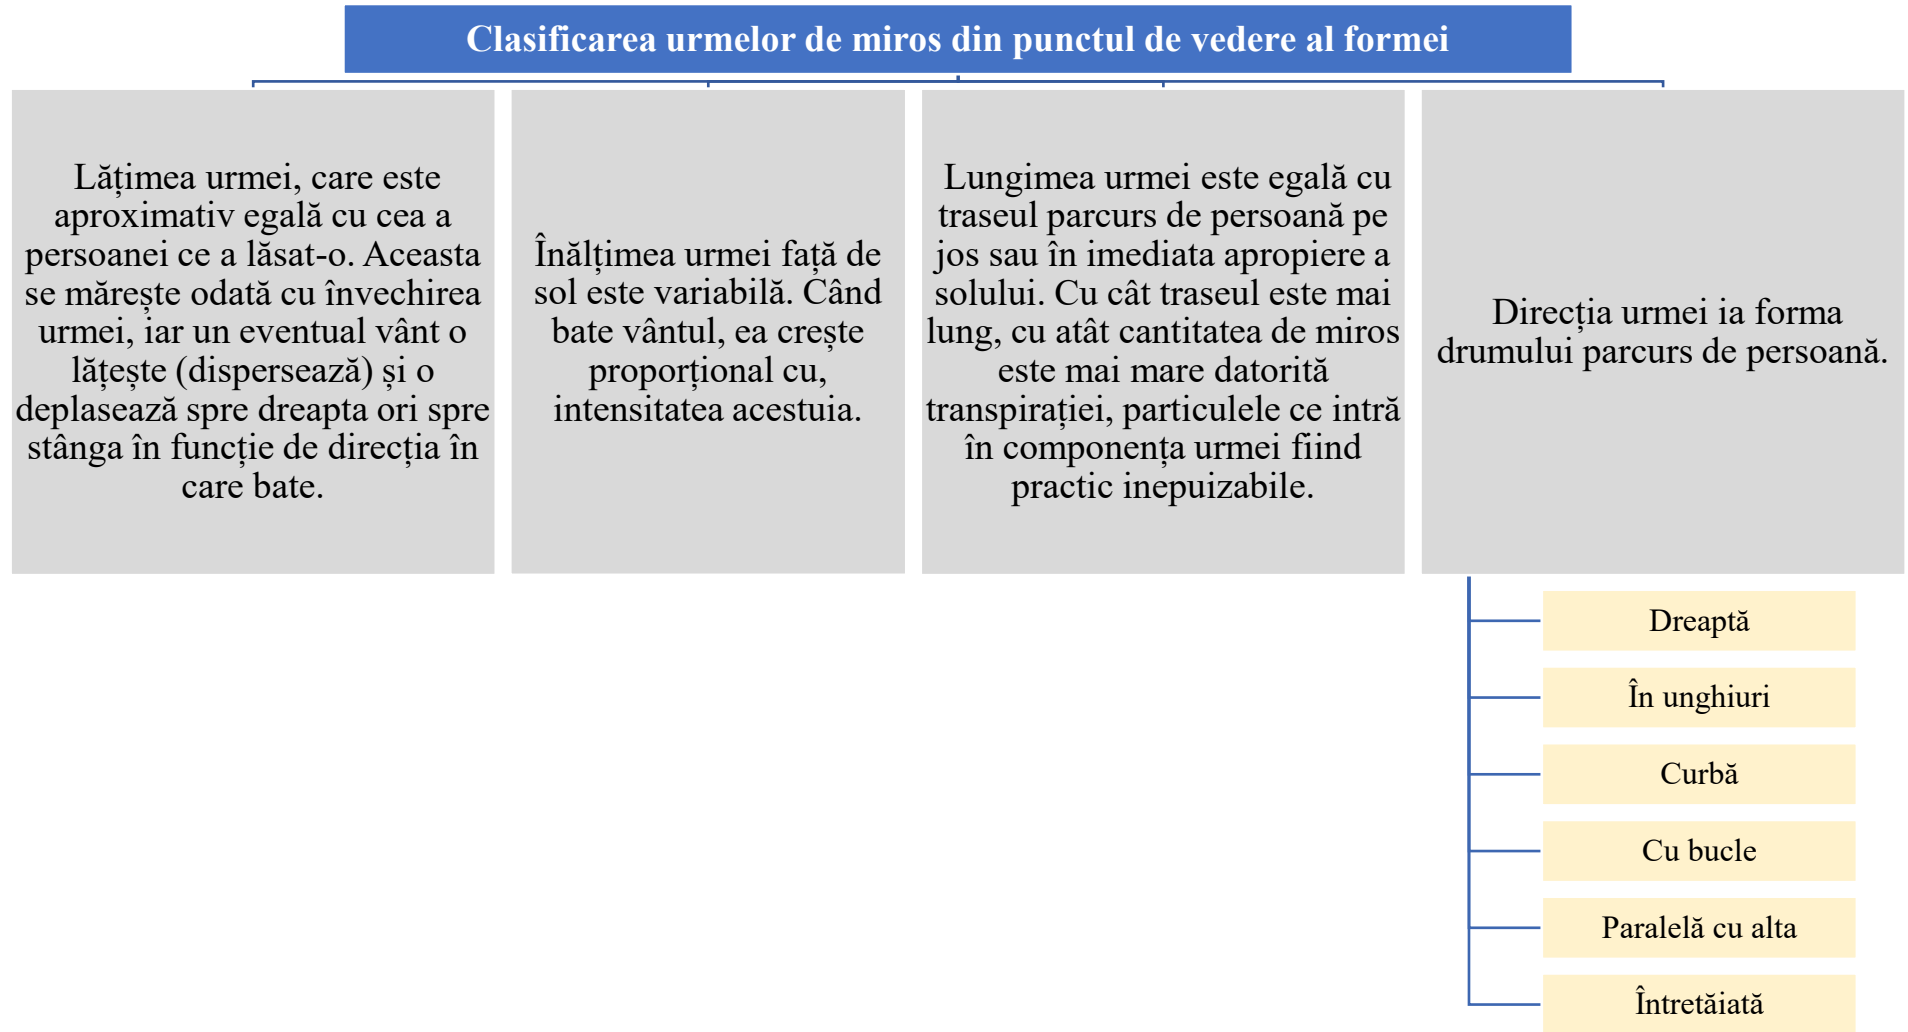 Clasificarea urmelor de miros din punctul de vedere al formei
Lățimea urmei, care este
aproximativ egală cu cea a
persoanei ce a lăsat-o. Aceasta
se mărește odată cu învechirea
urmei, iar un eventual vânt o
lățește (dispersează) și o
deplasează spre dreapta ori spre
stânga în funcție de direcția în
care bate.
Înălțimea urmei față de
sol este variabilă. Când
bate vântul, ea crește
proporțional cu,
intensitatea acestuia.
Lungimea urmei este egală cu
traseul parcurs de persoană pe
jos sau în imediata apropiere a
solului. Cu cât traseul este mai
lung, cu atât cantitatea de miros
este mai mare datorită
transpirației, particulele ce intră
în componența urmei fiind
practic inepuizabile.
Direcția urmei ia forma
drumului parcurs de persoană.
Dreaptă
În unghiuri
Curbă
Cu bucle
Paralelă cu alta
Întretăiată